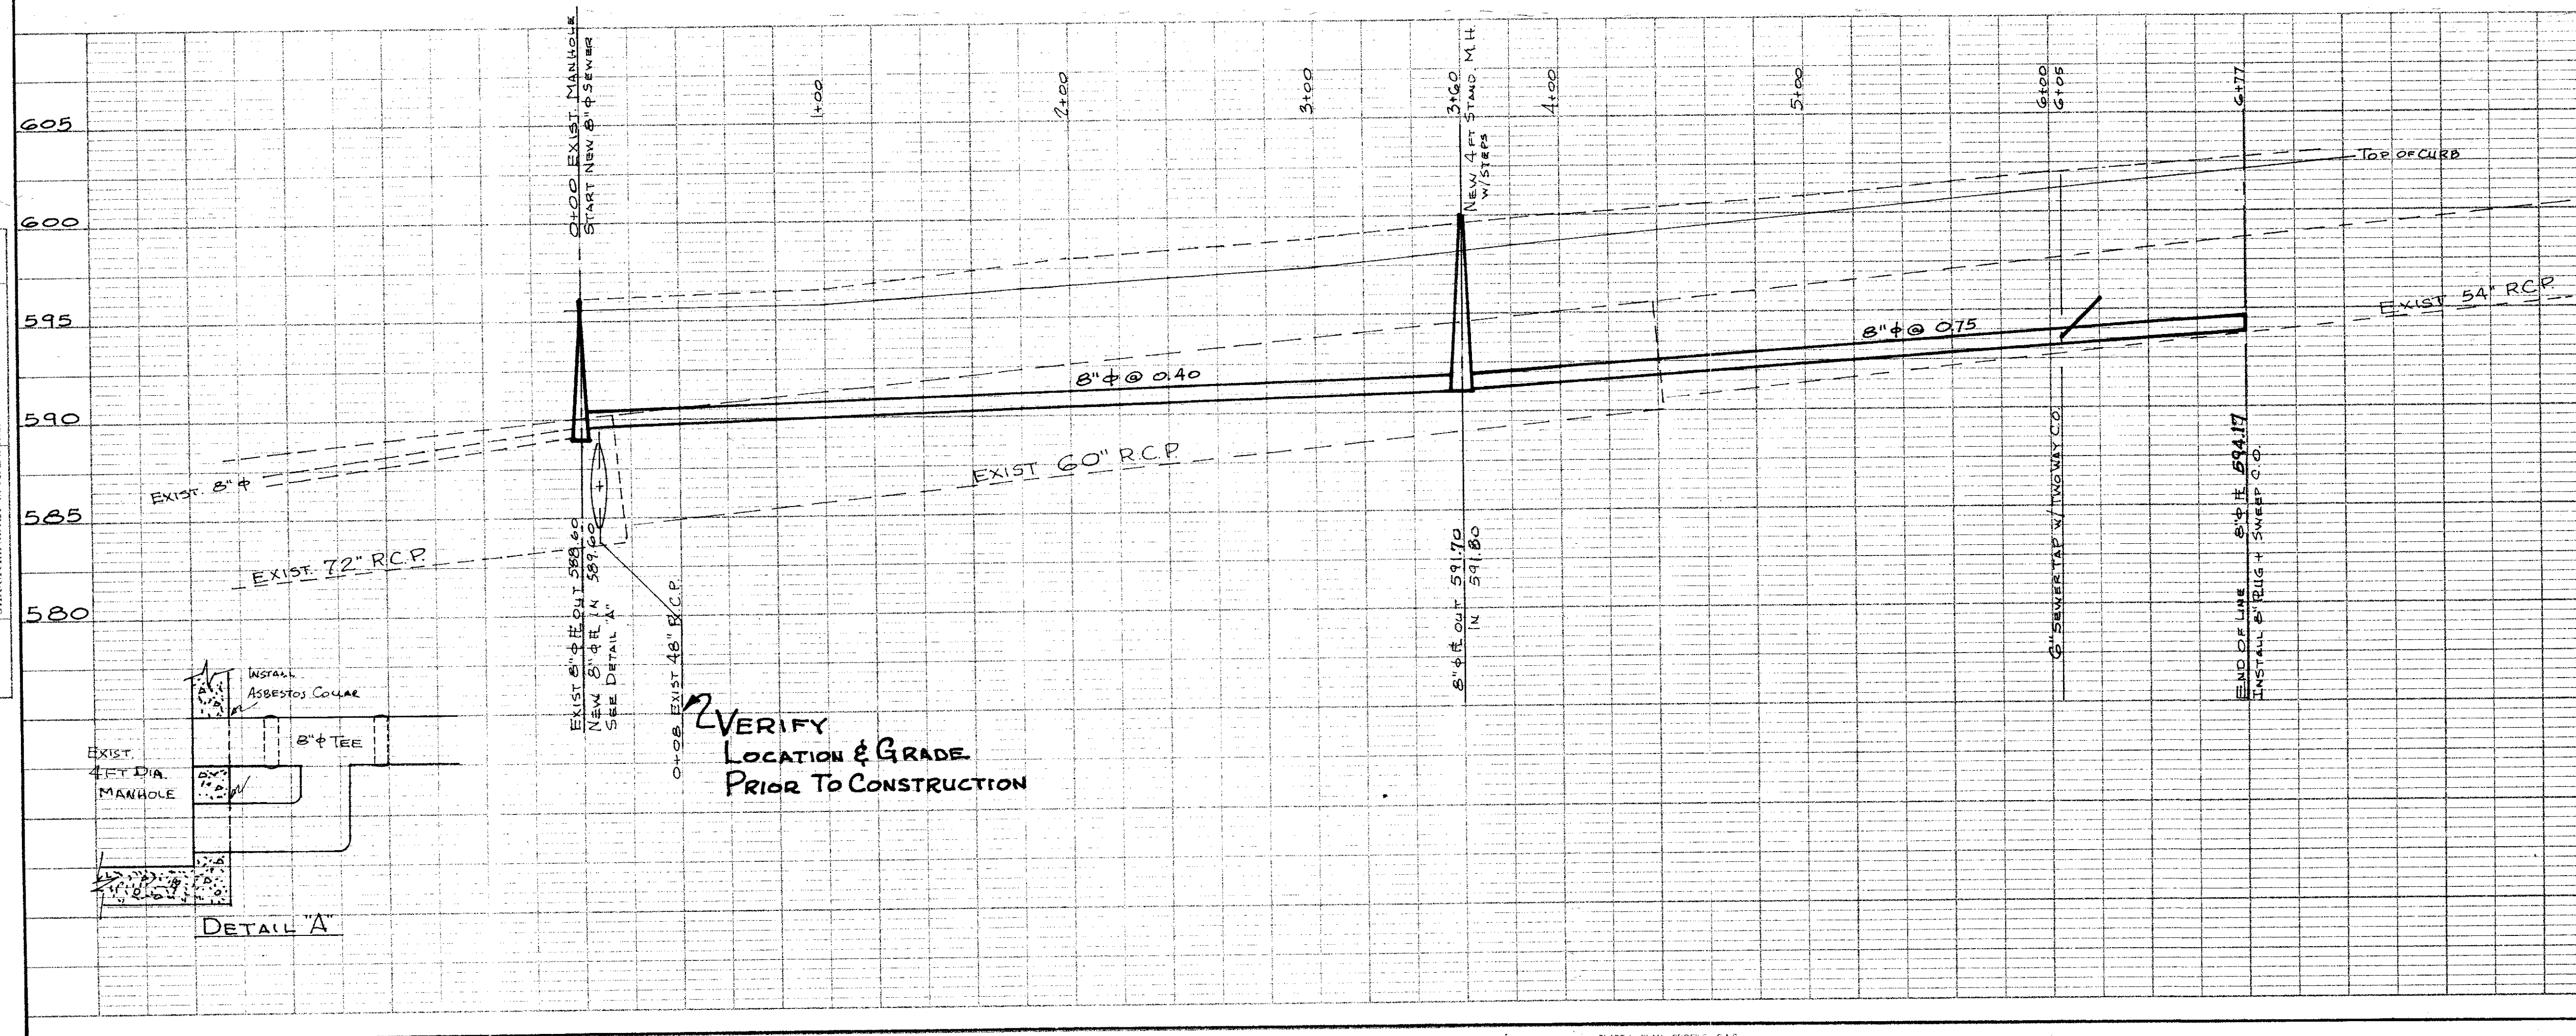 0+00 EXIST. MANHOLE
START NEW 8"ϕ SEWER
1+00
2+00
3+00
3+60
NEW 4FT STAND. M.H.
W/STEPS
4+00
5+00
6+00
6+05
6+77
605
600
595
590
585
580
TOP OF CURB
EXIST 54" R.C.P.
8"ϕ @ 0.75
8"ϕ @ 0.40
EXIST 60" R.C.P.
EXIST. 8"ϕ
EXIST. 72" R.C.P.
EXIST 8"ϕ FL OUT 588.60
NEW 8"ϕ FL IN 589.60
SEE DETAIL "A"
0+08 EXIST 48" R.C.P.
VERIFY
LOCATION & GRADE
PRIOR TO CONSTRUCTION
8"ϕ FL OUT 591.70
IN 591.80
6" SEWER TAP W/ TWO WAY C.O.
END OF LINE 8"ϕ FL 594.17
INSTALL 8" PLUG + SWEEP C.O.
INSTALL
ASBESTOS COLLAR
8"ϕ TEE
EXIST.
4FT DIA.
MANHOLE
DETAIL "A"